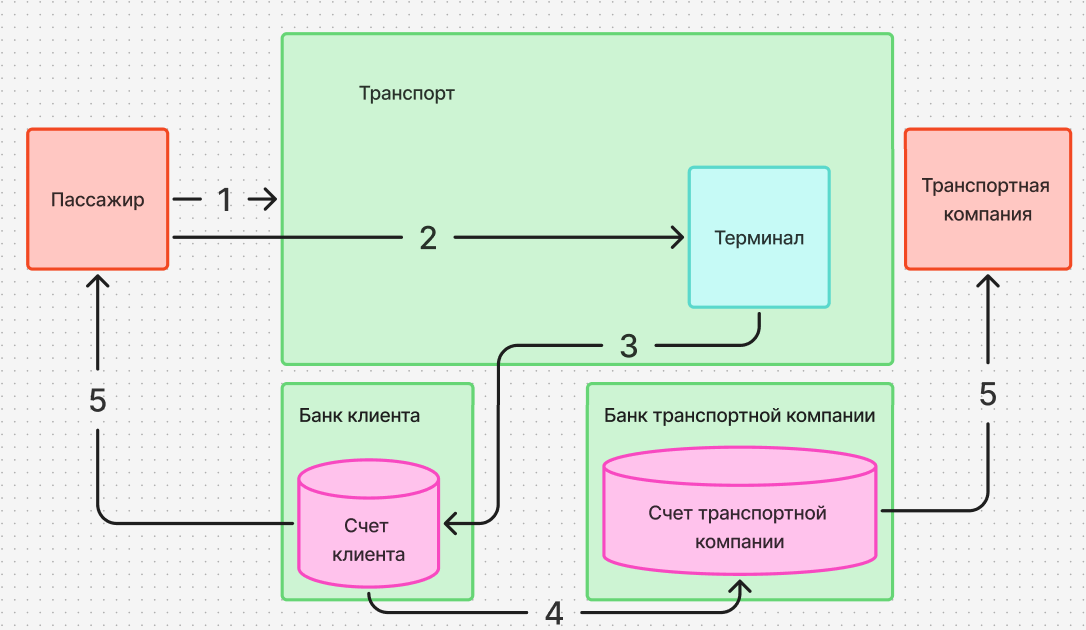 Транспорт
Пассажир
1
2
Терминал
Транспортная
компания
3
5
5
Банк клиента
Счет
клиента
Банк транспортной компании
Счет транспортной
компании
4